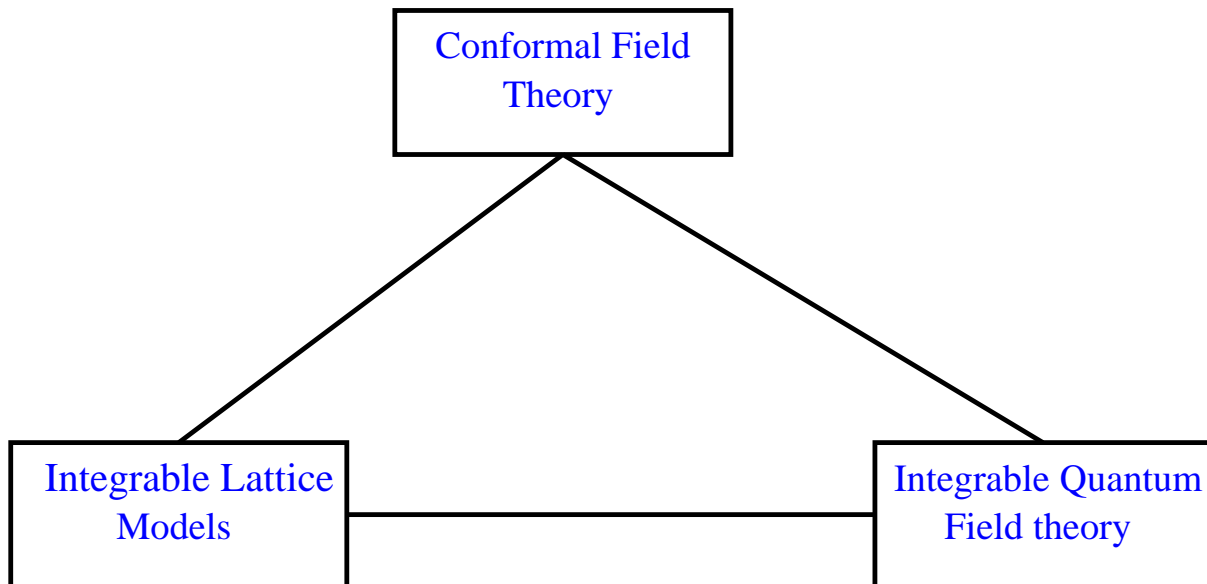 Conformal Field
Theory
Integrable Lattice
Models
Integrable Quantum
Field theory